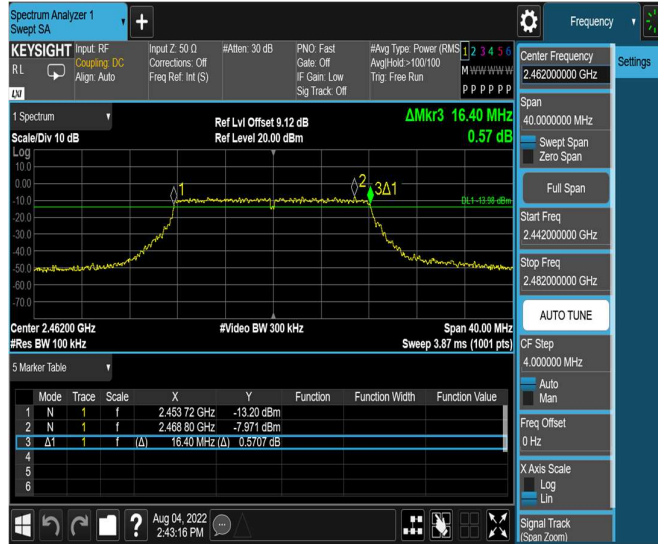 Spectrum Analyzer 1
Swept SA
+
Frequency
KEYSIGHT
RL
LXI
Input: RF
Coupling: DC
Align: Auto
Input Z: 50 Ω
Corrections: Off
Freq Ref: Int (S)
#Atten: 30 dB
PNO: Fast
Gate: Off
IF Gain: Low
Sig Track: Off
#Avg Type: Power (RMS
Avg|Hold:>100/100
Trig: Free Run
1 2 3 4 5 6
M W W W W W
P P P P P P
1 Spectrum
Scale/Div 10 dB
Ref Lvl Offset 9.12 dB
Ref Level 20.00 dBm
ΔMkr3 16.40 MHz
0.57 dB
Log
10.0
0.00
-10.0
-20.0
-30.0
-40.0
-50.0
-60.0
-70.0
1
2
3Δ1
DL1 -13.98 dBm
Center 2.46200 GHz
#Res BW 100 kHz
#Video BW 300 kHz
Span 40.00 MHz
Sweep 3.87 ms (1001 pts)
5 Marker Table
Mode Trace Scale X Y Function Function Width Function Value
1 N 1 f 2.453 72 GHz -13.20 dBm
2 N 1 f 2.468 80 GHz -7.971 dBm
3 Δ1 1 f (Δ) 16.40 MHz (Δ) 0.5707 dB
4
5
6
Aug 04, 2022
2:43:16 PM
?
Center Frequency
2.462000000 GHz
Settings
Span
40.0000000 MHz
Swept Span
Zero Span
Full Span
Start Freq
2.442000000 GHz
Stop Freq
2.482000000 GHz
AUTO TUNE
CF Step
4.000000 MHz
Auto
Man
Freq Offset
0 Hz
X Axis Scale
Log
Lin
Signal Track
(Span Zoom)